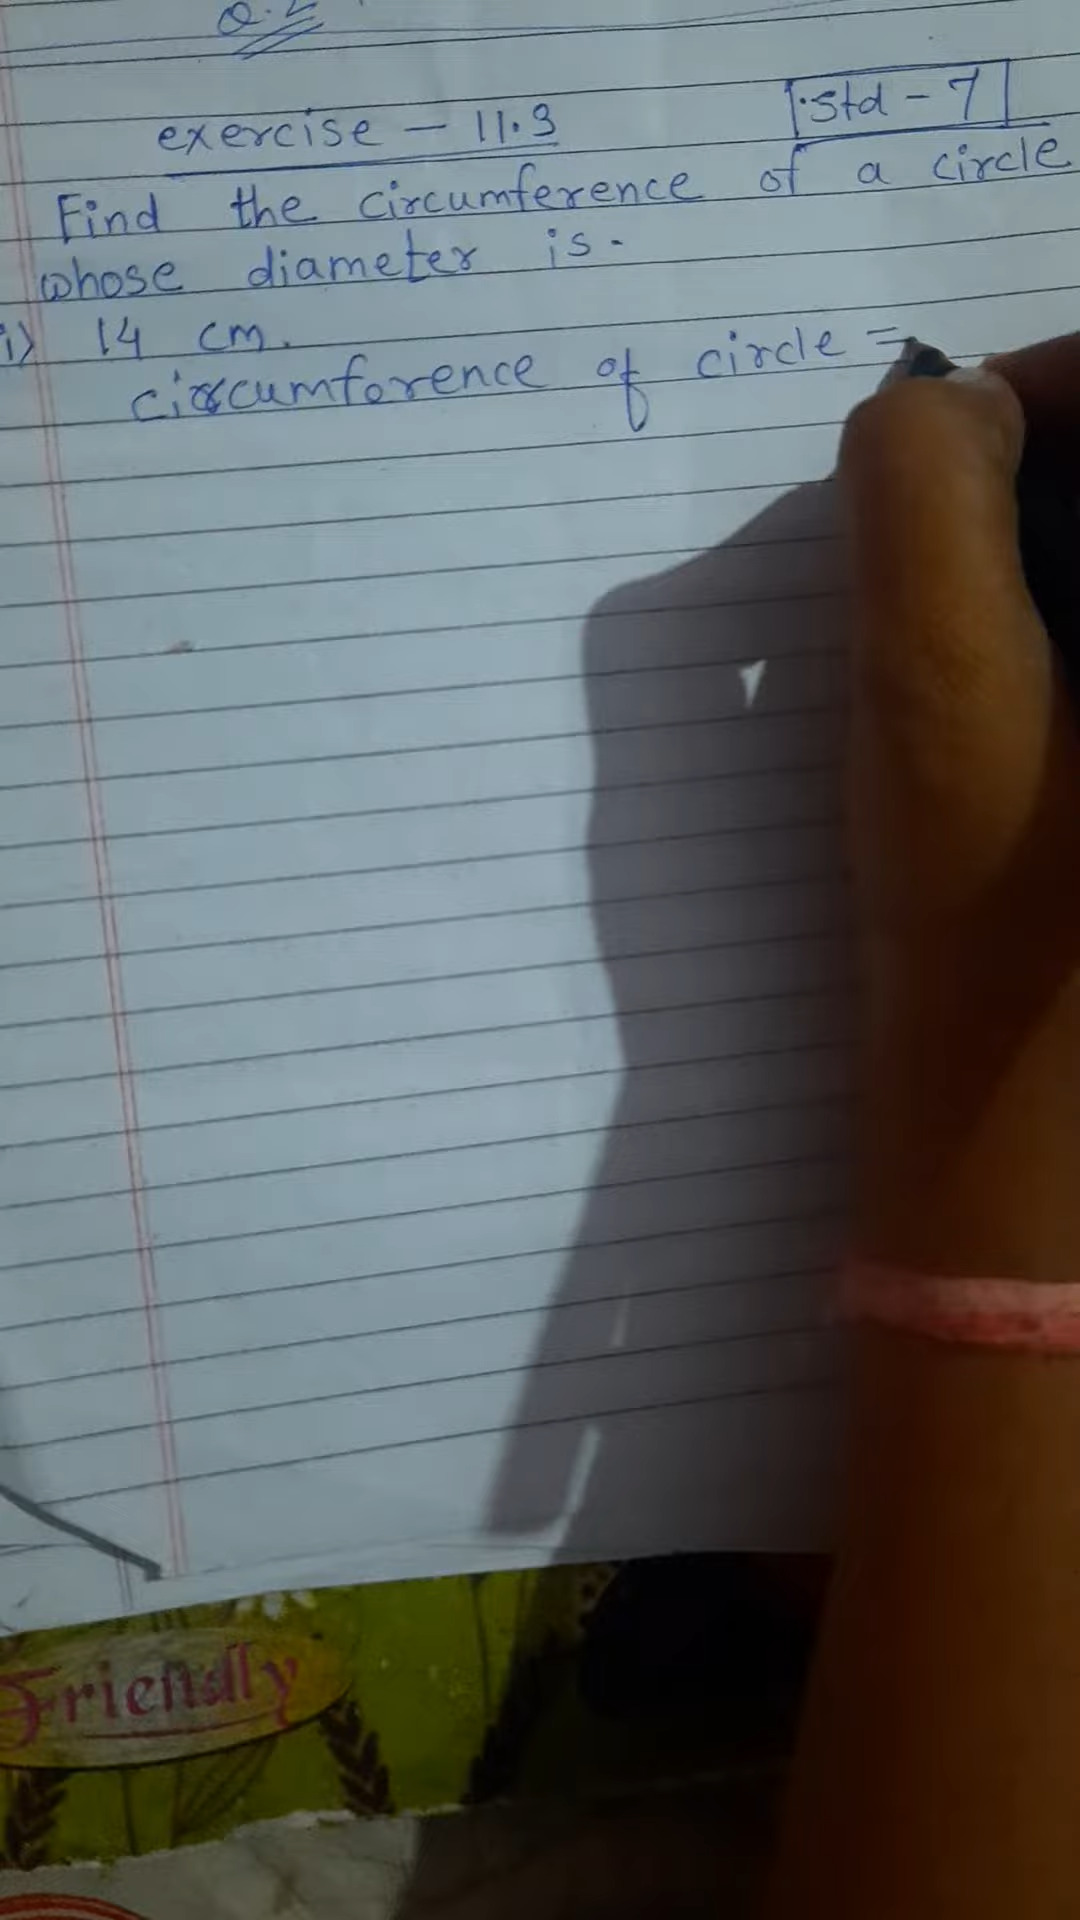 Q.2
exercise - 11.3
Std - 7
Find the circumference of a circle
whose diameter is -
i) 14 cm.
circumforence of circle =
Friendly